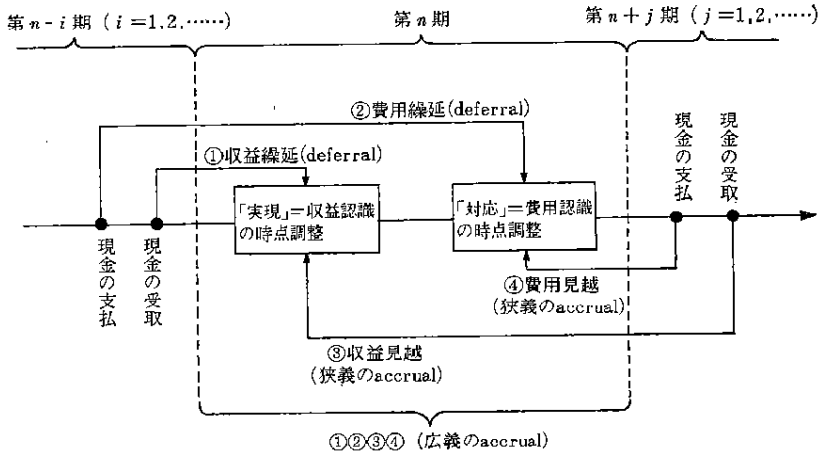 第n-i期(i=1,2,……)
第n期
第n+j期(j=1,2,……)
②費用繰延(deferral)
①収益繰延(deferral)
現金の支払
現金の受取
「実現」=収益認識
の時点調整
「対応」=費用認識
の時点調整
現金の支払
現金の受取
④費用見越
(狭義のaccrual)
③収益見越
(狭義のaccrual)
①②③④(広義のaccrual)